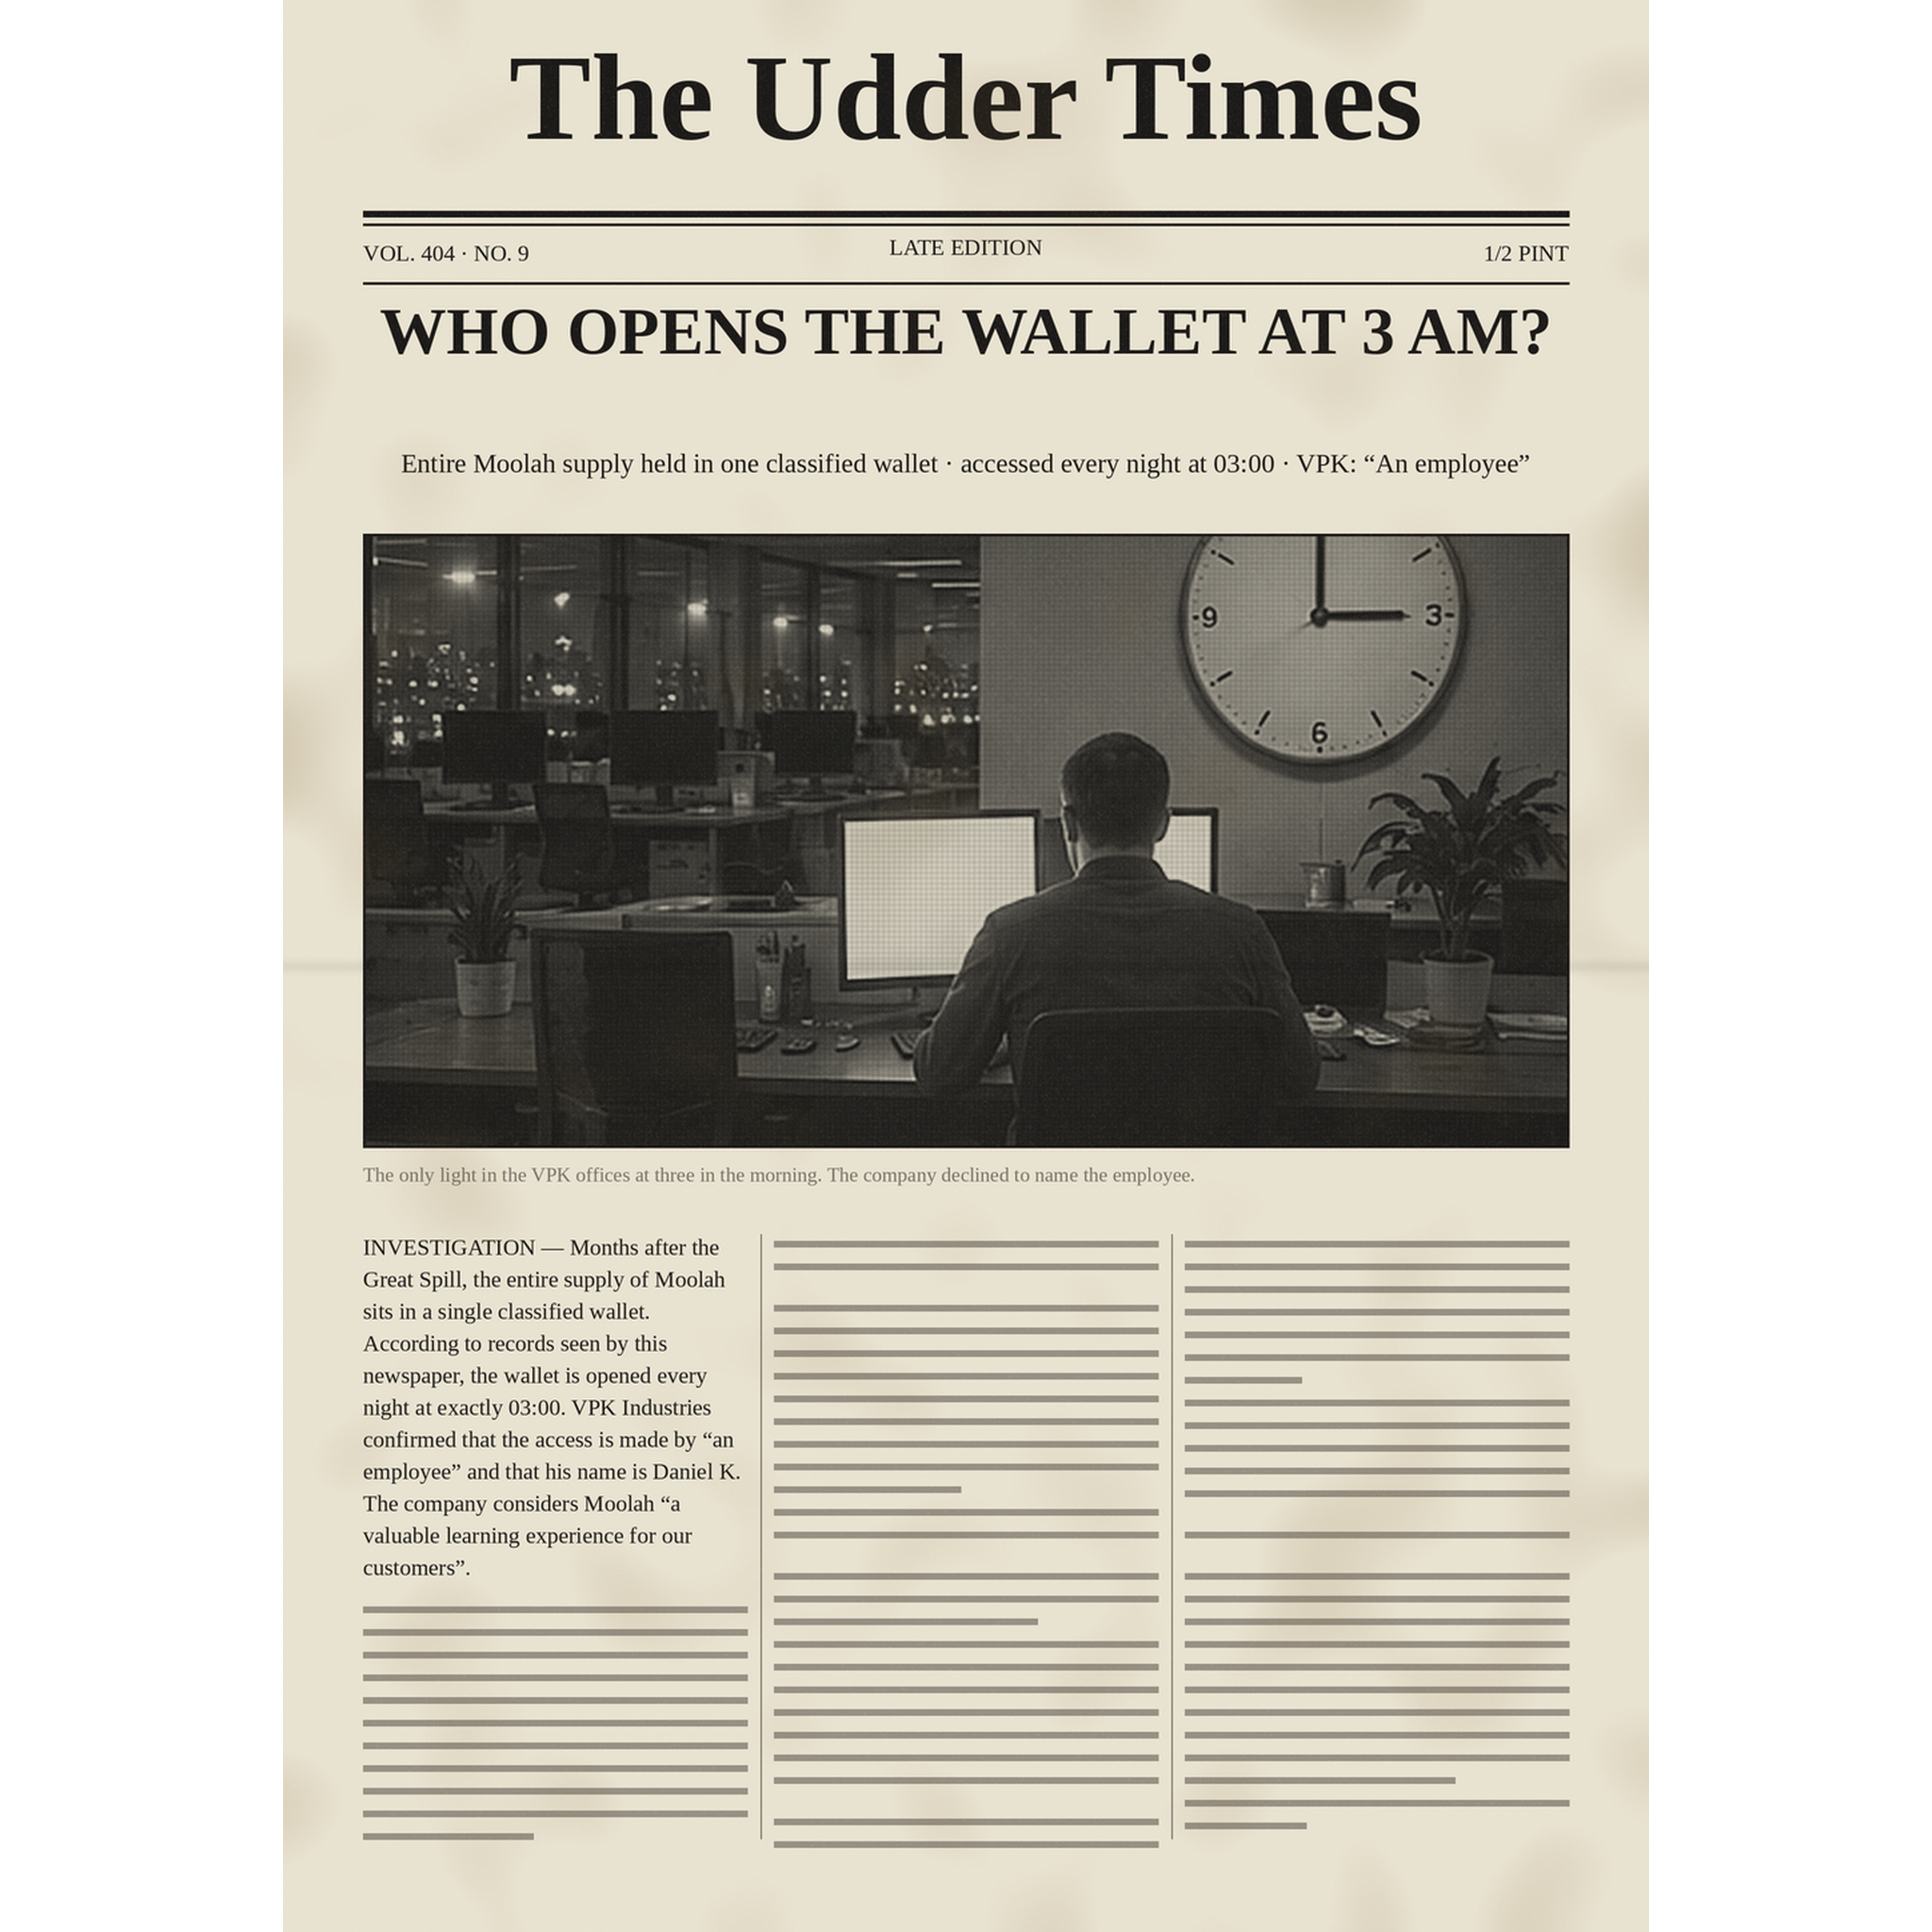 The Udder Times
VOL. 404 · NO. 9
LATE EDITION
1/2 PINT
WHO OPENS THE WALLET AT 3 AM?
Entire Moolah supply held in one classified wallet · accessed every night at 03:00 · VPK: “An employee”
9
3
6
The only light in the VPK offices at three in the morning. The company declined to name the employee.
INVESTIGATION — Months after the
Great Spill, the entire supply of Moolah
sits in a single classified wallet.
According to records seen by this
newspaper, the wallet is opened every
night at exactly 03:00. VPK Industries
confirmed that the access is made by “an
employee” and that his name is Daniel K.
The company considers Moolah “a
valuable learning experience for our
customers”.